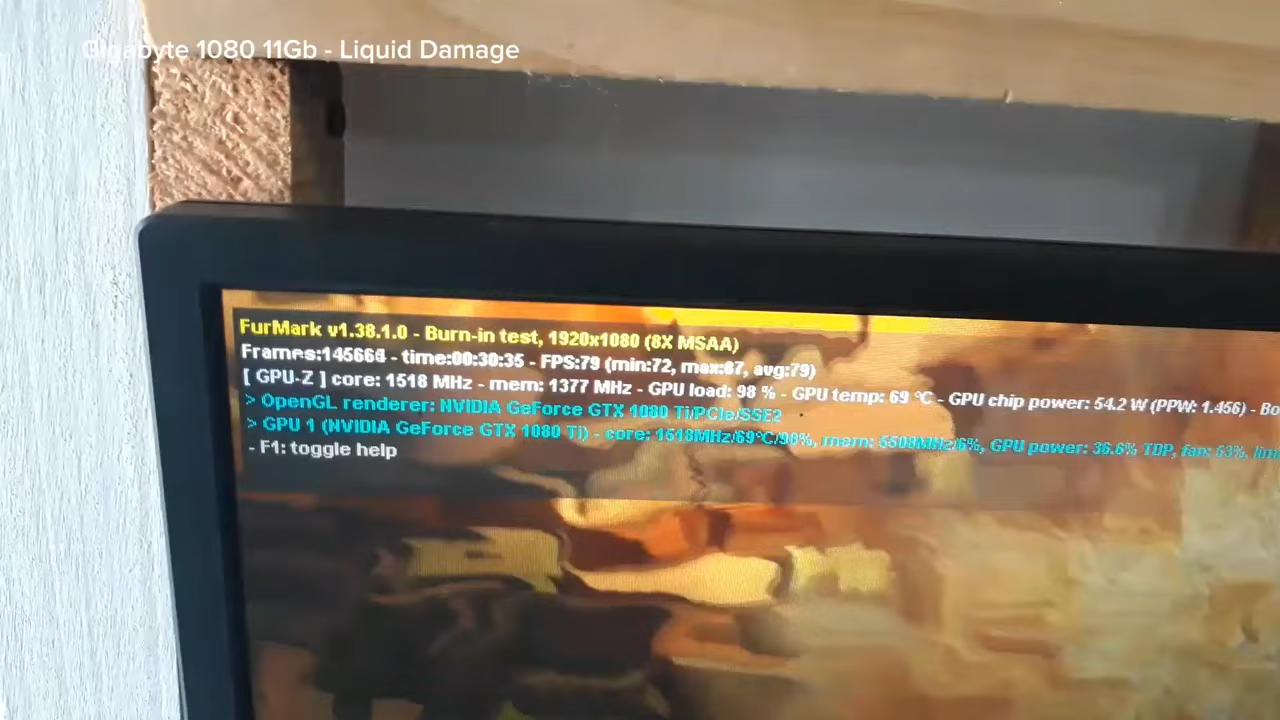 Gigabyte 1080 11Gb - Liquid Damage
FurMark v1.38.1.0 - Burn-in test, 1920x1080 (8X MSAA)
Frames:145664 - time:00:30:35 - FPS:79 (min:72, max:87, avg:79)
[ GPU-Z ] core: 1518 MHz - mem: 1377 MHz - GPU load: 98 % - GPU temp: 69 °C - GPU chip power: 54.2 W (PPW: 1.456) - Bo
> OpenGL renderer: NVIDIA GeForce GTX 1080 Ti/PCIe/SSE2
> GPU 1 (NVIDIA GeForce GTX 1080 Ti) - core: 1518MHz/69°C/98%, mem: 5508MHz/6%, GPU power: 36.6% TDP, fan: 53%, lim
- F1: toggle help